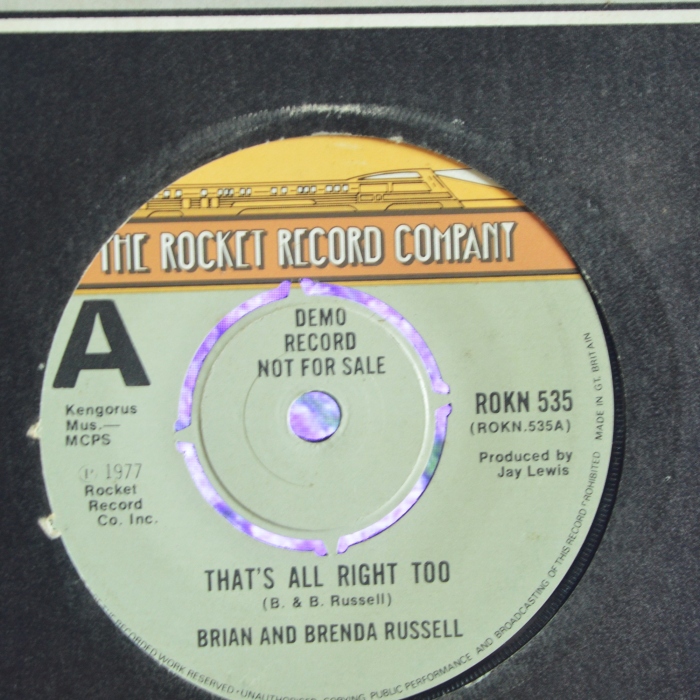 THE ROCKET RECORD COMPANY
A
DEMO
RECORD
NOT FOR SALE
Kengorus
Mus.—
MCPS
℗ 1977
Rocket
Record
Co. Inc.
ROKN 535
(ROKN.535A)
Produced by
Jay Lewis
THAT'S ALL RIGHT TOO
(B. & B. Russell)
BRIAN AND BRENDA RUSSELL
RECORDED WORK RESERVED · UNAUTHORISED COPYING PUBLIC PERFORMANCE AND BROADCASTING OF THIS RECORD PROHIBITED MADE IN GT. BRITAIN